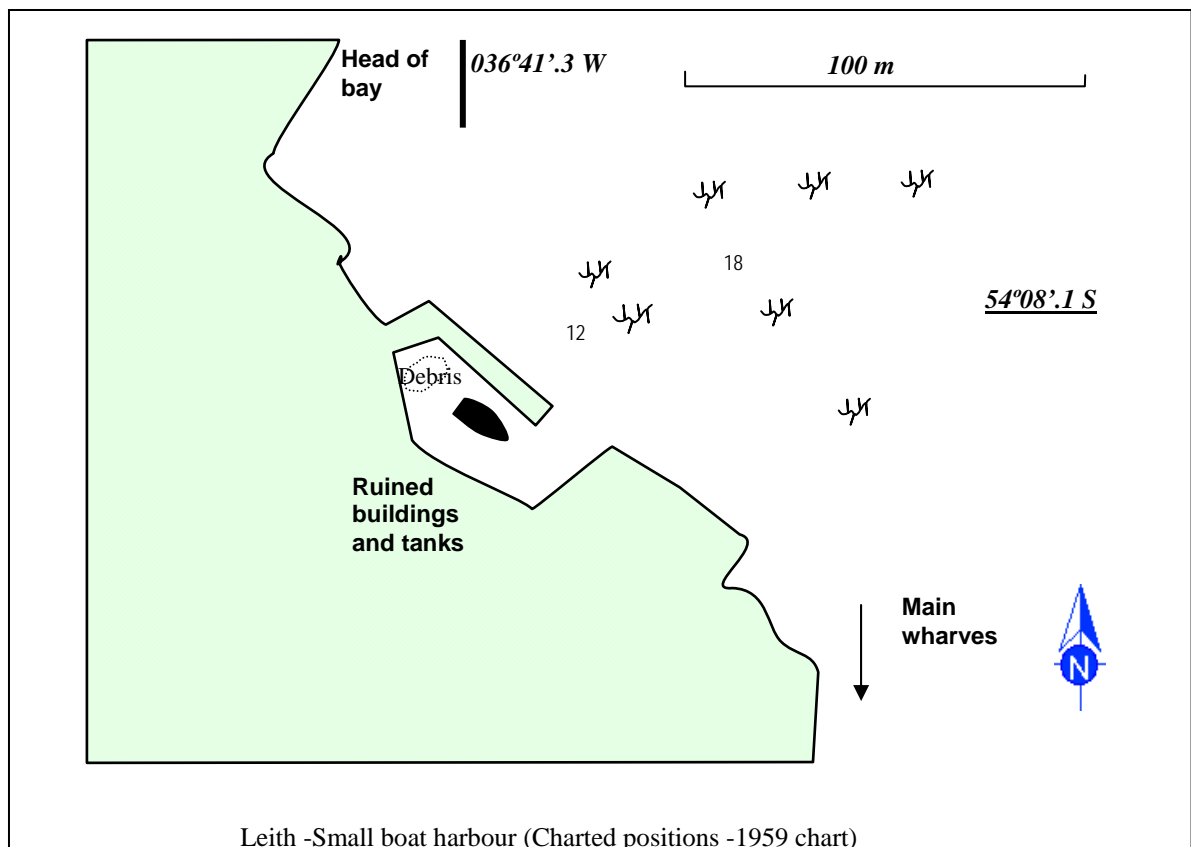 Head of
bay
036º41'.3 W
100 m
18
54º08'.1 S
12
Debris
Ruined
buildings
and tanks
Main
wharves
N
Leith -Small boat harbour (Charted positions -1959 chart)